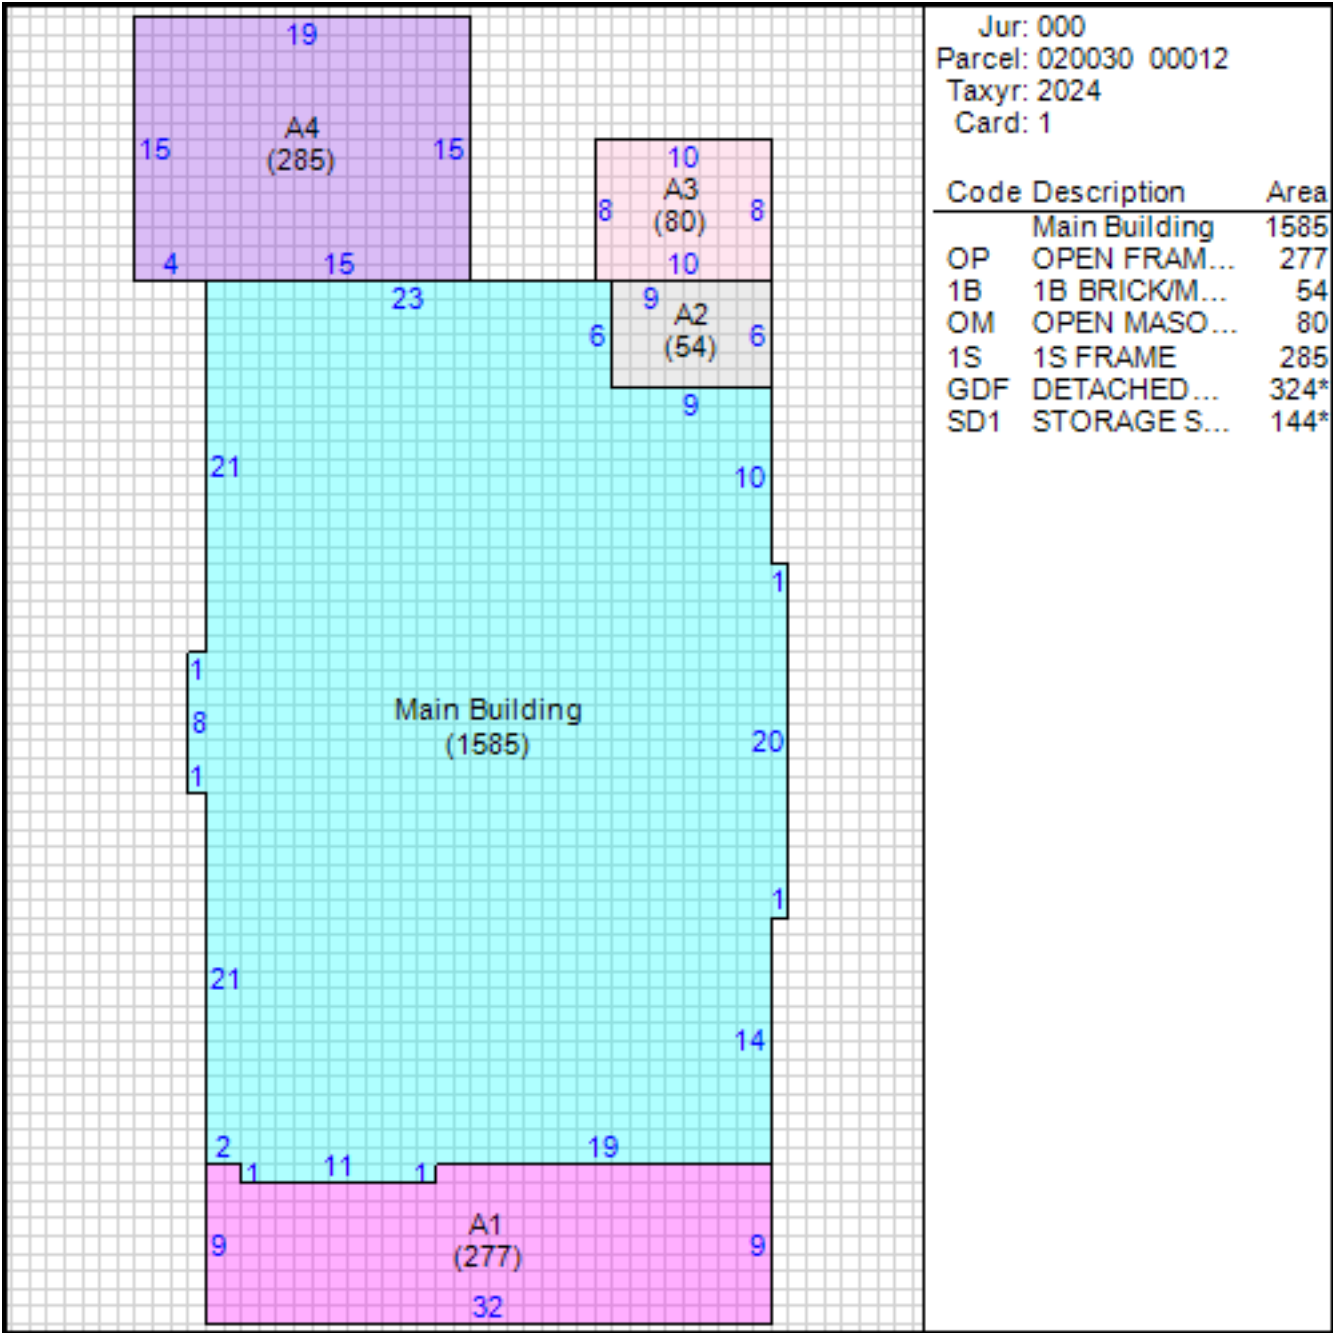 19
A4
(285)
15
15
4
15
10
A3
(80)
8
8
10
23
9
A2
(54)
6
6
9
21
10
1
1
8
1
Main Building
(1585)
20
1
21
14
2
1
11
1
19
A1
(277)
9
9
32
Jur: 000
Parcel: 020030 00012
Taxyr: 2024
Card: 1
Code Description Area
Main Building 1585
OP OPEN FRAM... 277
1B 1B BRICK/M... 54
OM OPEN MASO... 80
1S 1S FRAME 285
GDF DETACHED... 324*
SD1 STORAGE S... 144*